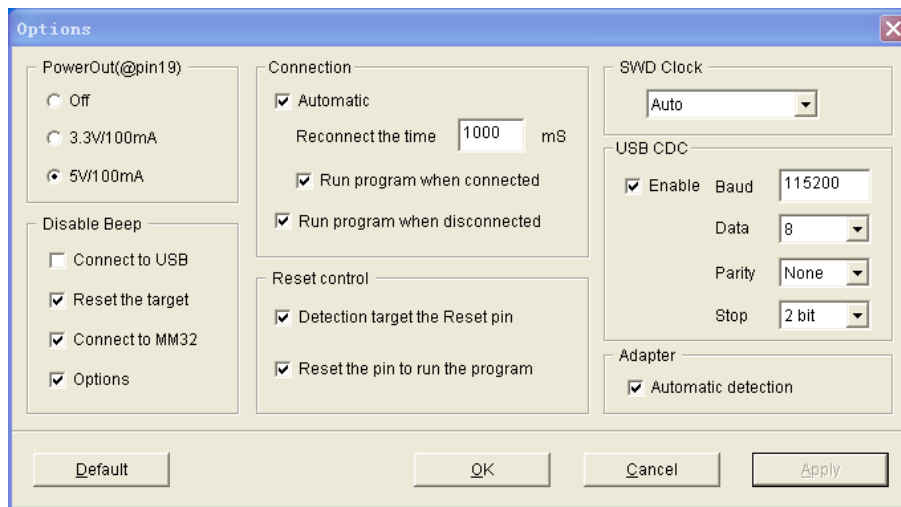 Options
PowerOut(@pin19)
Off
3.3V/100mA
5V/100mA
Disable Beep
Connect to USB
Reset the target
Connect to MM32
Options
Connection
Automatic
Reconnect the time 1000 mS
Run program when connected
Run program when disconnected
Reset control
Detection target the Reset pin
Reset the pin to run the program
SWD Clock
Auto
USB CDC
Enable Baud 115200
Data 8
Parity None
Stop 2 bit
Adapter
Automatic detection
Default OK Cancel Apply